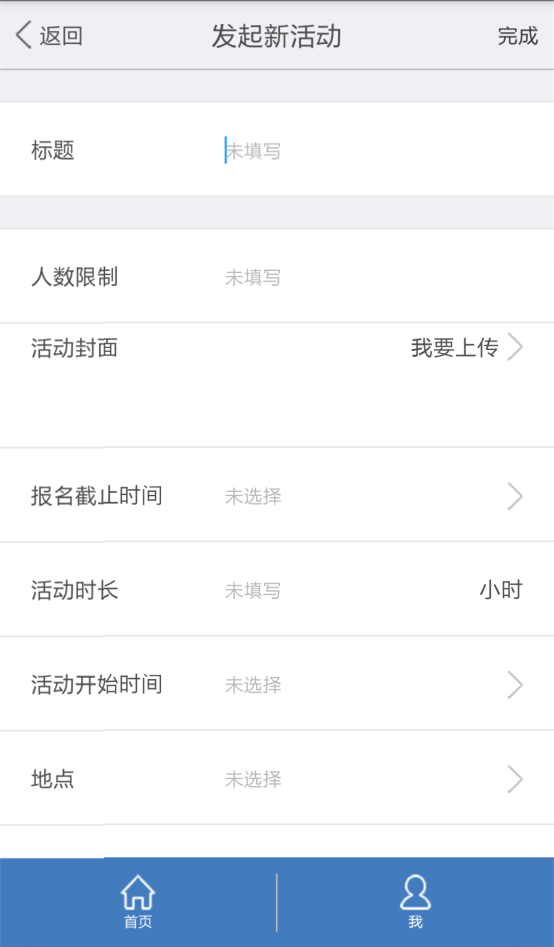 返回 发起新活动 完成
标题 未填写
人数限制 未填写
活动封面 我要上传
报名截止时间 未选择
活动时长 未填写 小时
活动开始时间 未选择
地点 未选择
首页 我